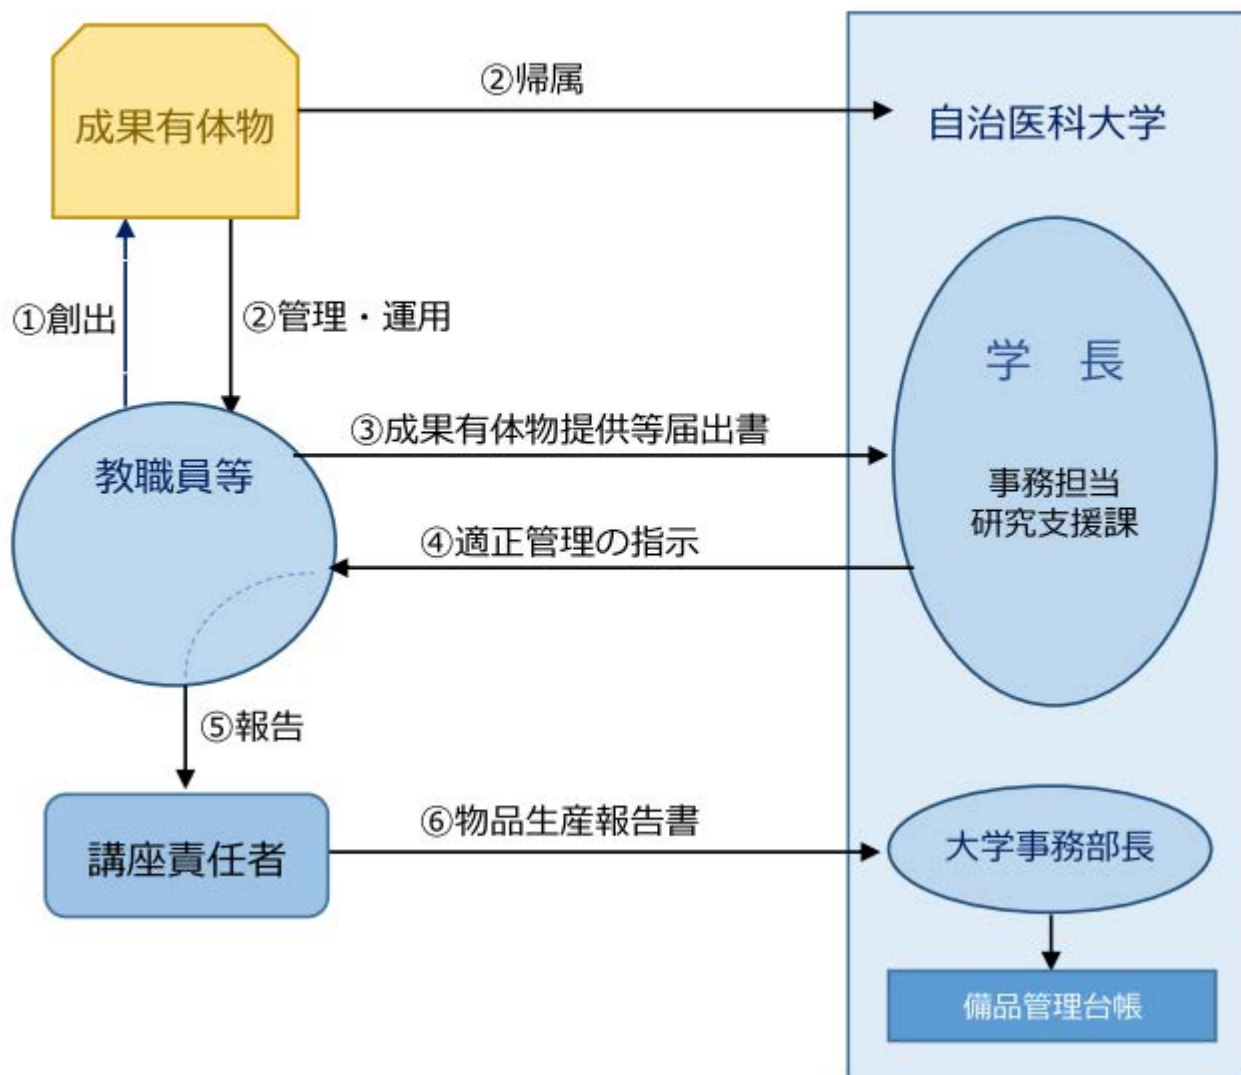 成果有体物
②帰属
自治医科大学
①創出
②管理・運用
学　長
事務担当
研究支援課
③成果有体物提供等届出書
教職員等
④適正管理の指示
⑤報告
講座責任者
⑥物品生産報告書
大学事務部長
備品管理台帳